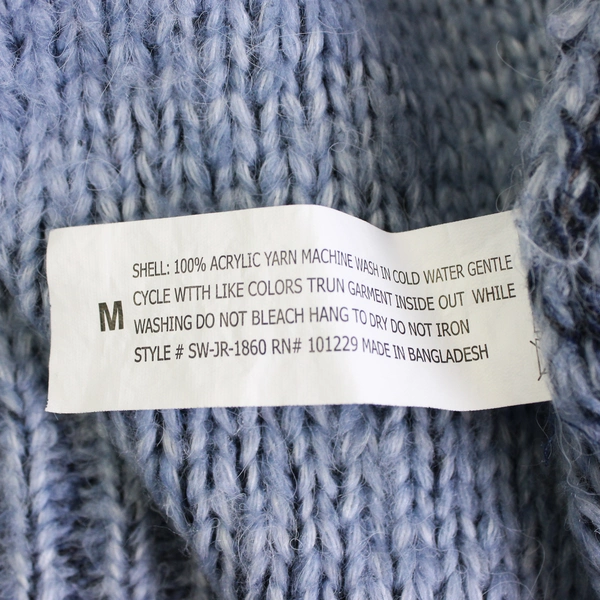 M
SHELL: 100% ACRYLIC YARN MACHINE WASH IN COLD WATER GENTLE
CYCLE WTTH LIKE COLORS TRUN GARMENT INSIDE OUT WHILE
WASHING DO NOT BLEACH HANG TO DRY DO NOT IRON
STYLE # SW-JR-1860 RN# 101229 MADE IN BANGLADESH